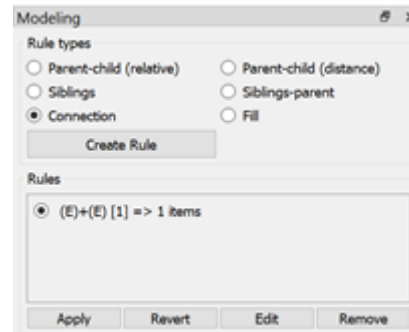 Modeling
Rule types
Parent-child (relative) Parent-child (distance)
Siblings Siblings-parent
Connection Fill
Create Rule
Rules
(E)+(E) [1] => 1 items
Apply Revert Edit Remove